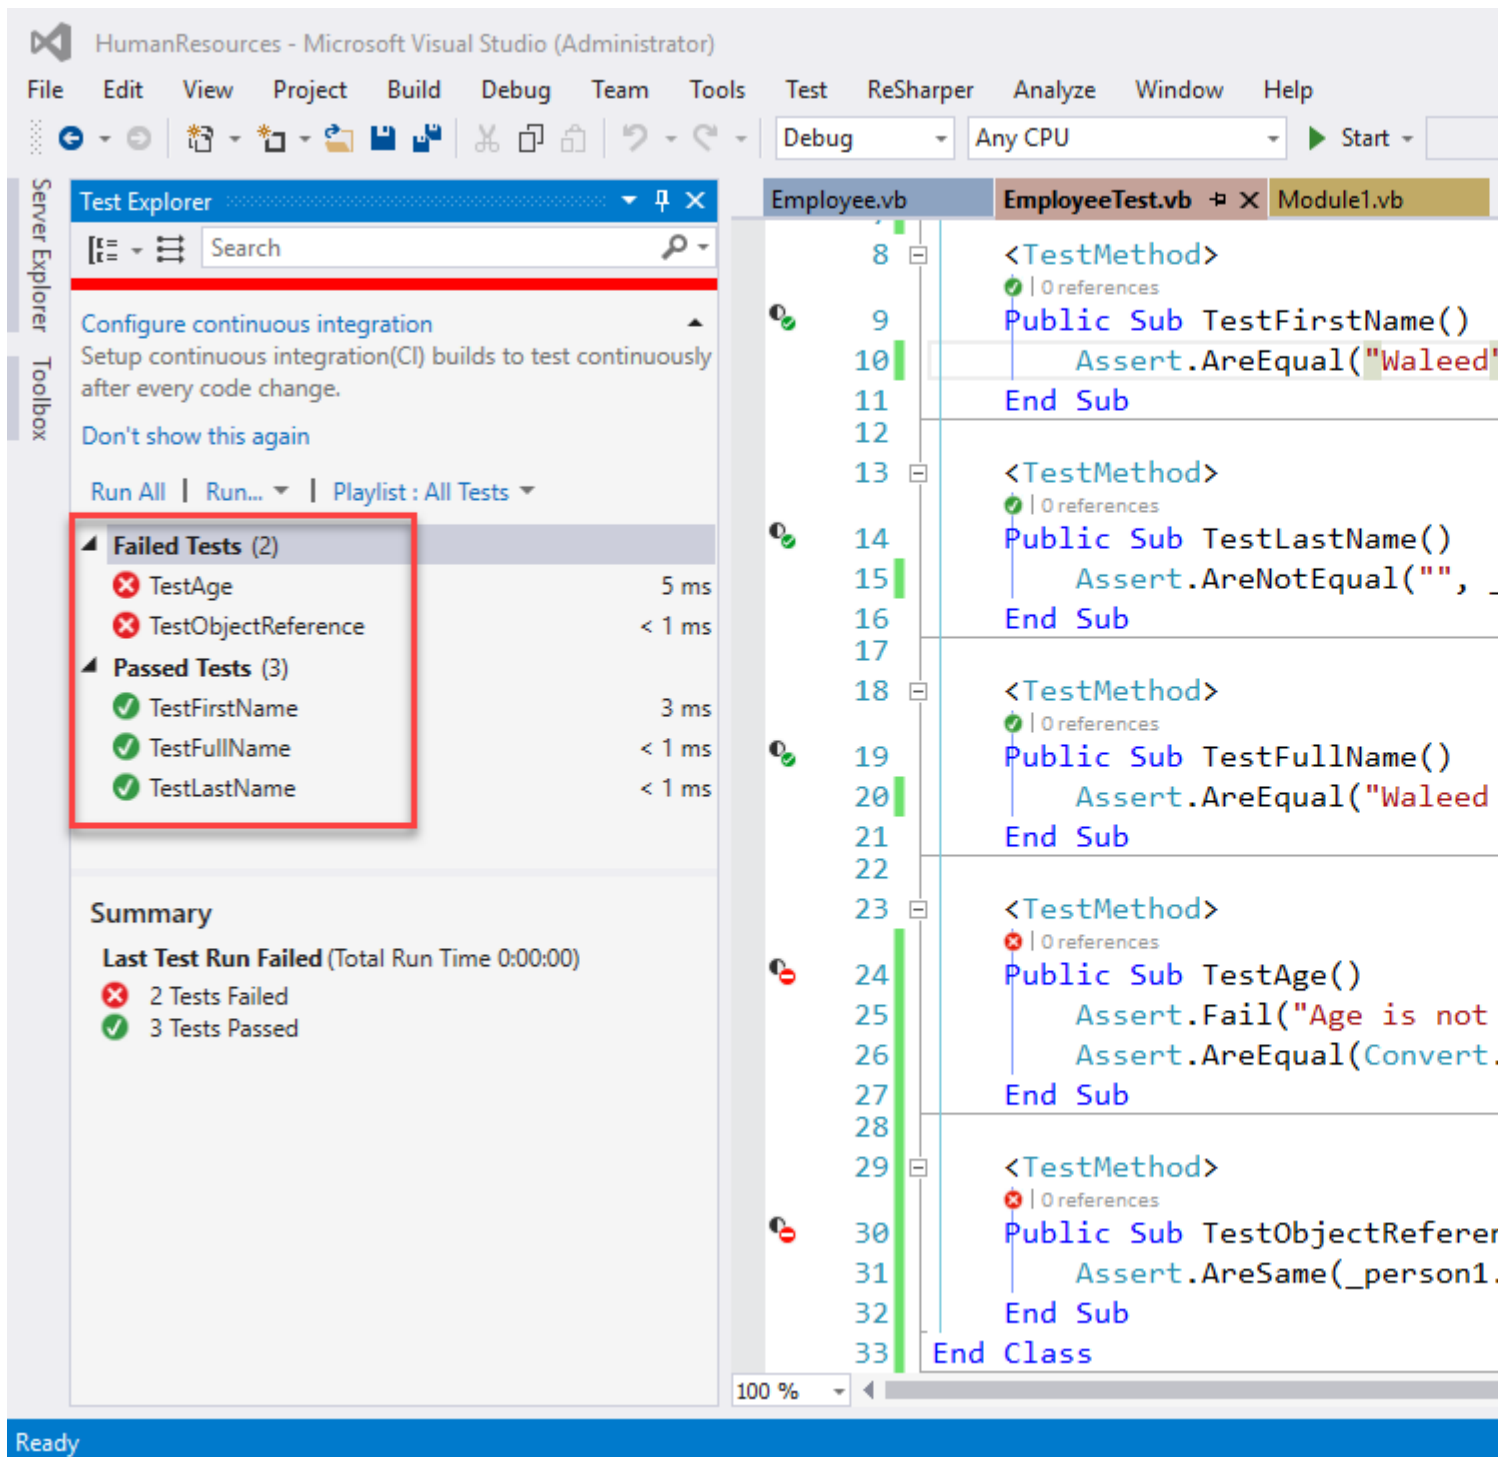 HumanResources - Microsoft Visual Studio (Administrator)
File Edit View Project Build Debug Team Tools Test ReSharper Analyze Window Help
Debug Any CPU Start
Server Explorer
Toolbox
Test Explorer
Search
Configure continuous integration
Setup continuous integration(CI) builds to test continuously
after every code change.
Don't show this again
Run All | Run... | Playlist : All Tests
Failed Tests (2)
TestAge 5 ms
TestObjectReference < 1 ms
Passed Tests (3)
TestFirstName 3 ms
TestFullName < 1 ms
TestLastName < 1 ms
Summary
Last Test Run Failed (Total Run Time 0:00:00)
2 Tests Failed
3 Tests Passed
Employee.vb EmployeeTest.vb Module1.vb
8 <TestMethod>
0 references
9 Public Sub TestFirstName()
10 Assert.AreEqual("Waleed"
11 End Sub
12
13 <TestMethod>
0 references
14 Public Sub TestLastName()
15 Assert.AreNotEqual("", _
16 End Sub
17
18 <TestMethod>
0 references
19 Public Sub TestFullName()
20 Assert.AreEqual("Waleed
21 End Sub
22
23 <TestMethod>
0 references
24 Public Sub TestAge()
25 Assert.Fail("Age is not
26 Assert.AreEqual(Convert.
27 End Sub
28
29 <TestMethod>
0 references
30 Public Sub TestObjectReferen
31 Assert.AreSame(_person1.
32 End Sub
33 End Class
100 %
Ready